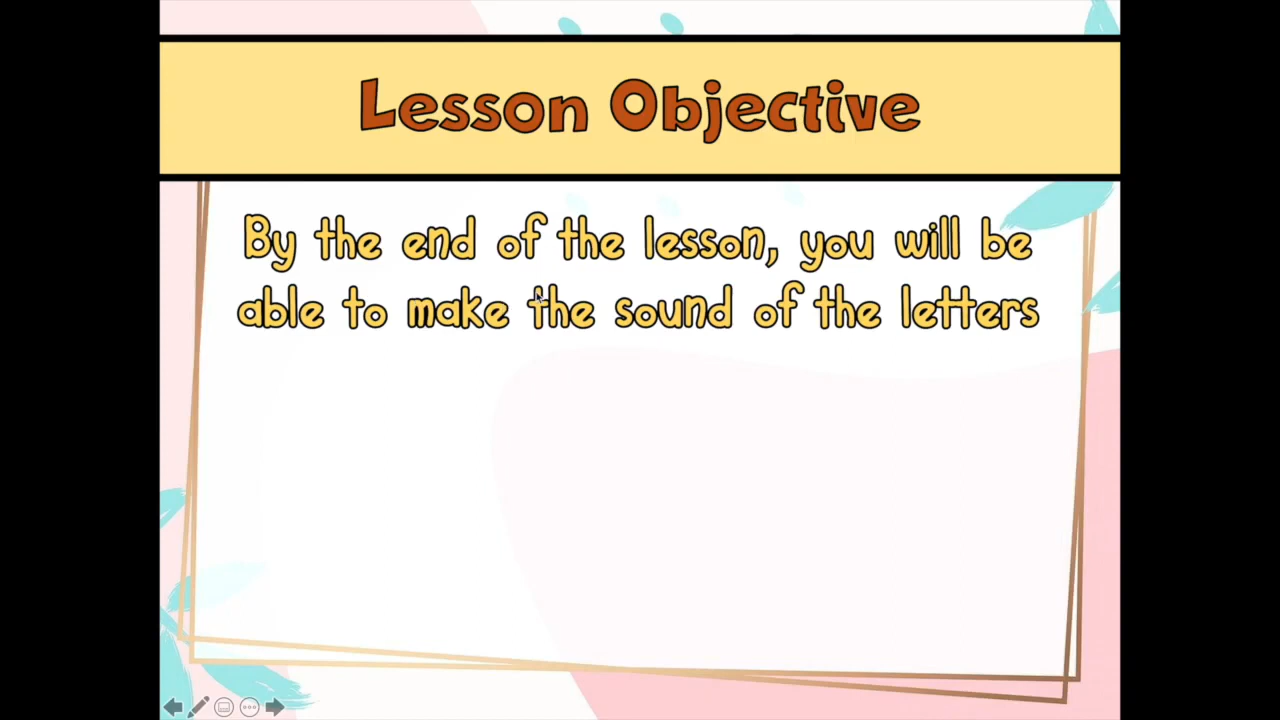 Lesson Objective
By the end of the lesson, you will be
able to make the sound of the letters